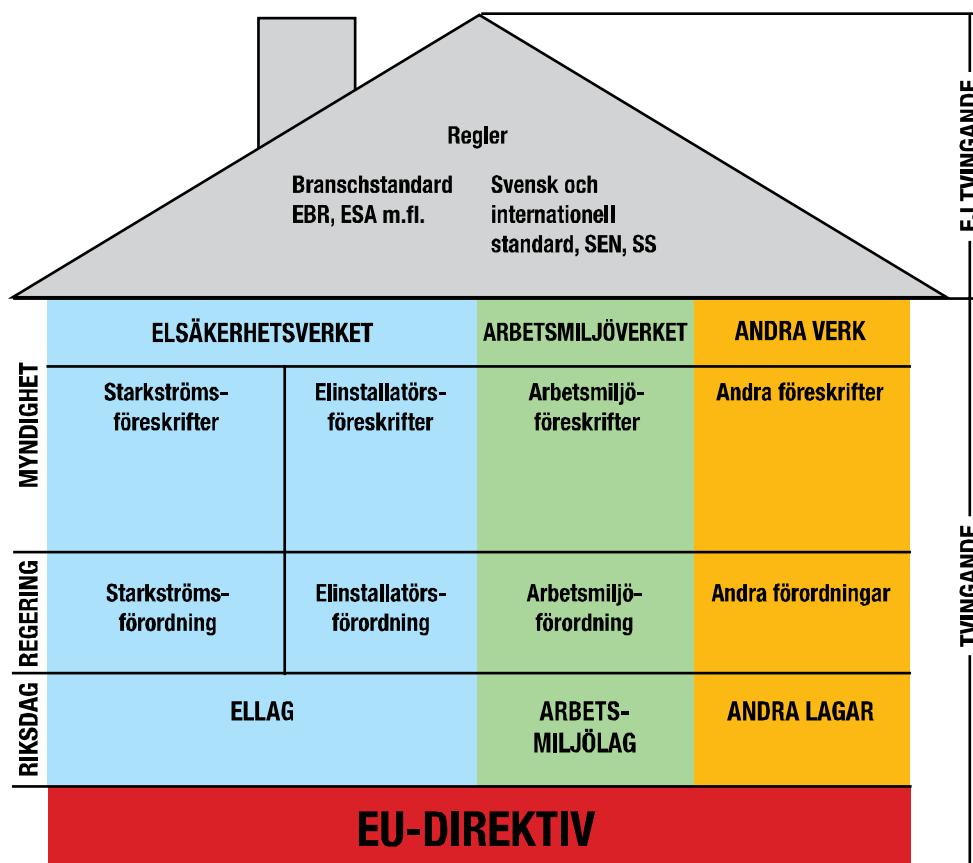 Regler
Branschstandard
EBR, ESA m.fl.
Svensk och
internationell
standard, SEN, SS
EJ TVINGANDE
MYNDIGHET
ELSÄKERHETSVERKET
ARBETSMILJÖVERKET
ANDRA VERK
Starkströms-
föreskrifter
Elinstallatörs-
föreskrifter
Arbetsmiljö-
föreskrifter
Andra föreskrifter
REGERING
Starkströms-
förordning
Elinstallatörs-
förordning
Arbetsmiljö-
förordning
Andra förordningar
TVINGANDE
RIKSDAG
ELLAG
ARBETS-
MILJÖLAG
ANDRA LAGAR
EU-DIREKTIV